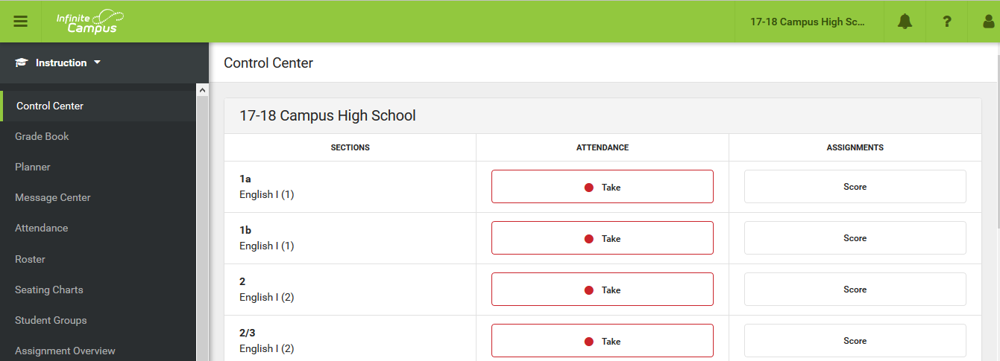 Infinite
Campus
17-18 Campus High Sc...
?
Instruction
Control Center
Grade Book
Planner
Message Center
Attendance
Roster
Seating Charts
Student Groups
Assignment Overview
Control Center
17-18 Campus High School
SECTIONS ATTENDANCE ASSIGNMENTS
1a
English I (1) Take Score
1b
English I (1) Take Score
2
English I (2) Take Score
2/3
English I (2) Take Score